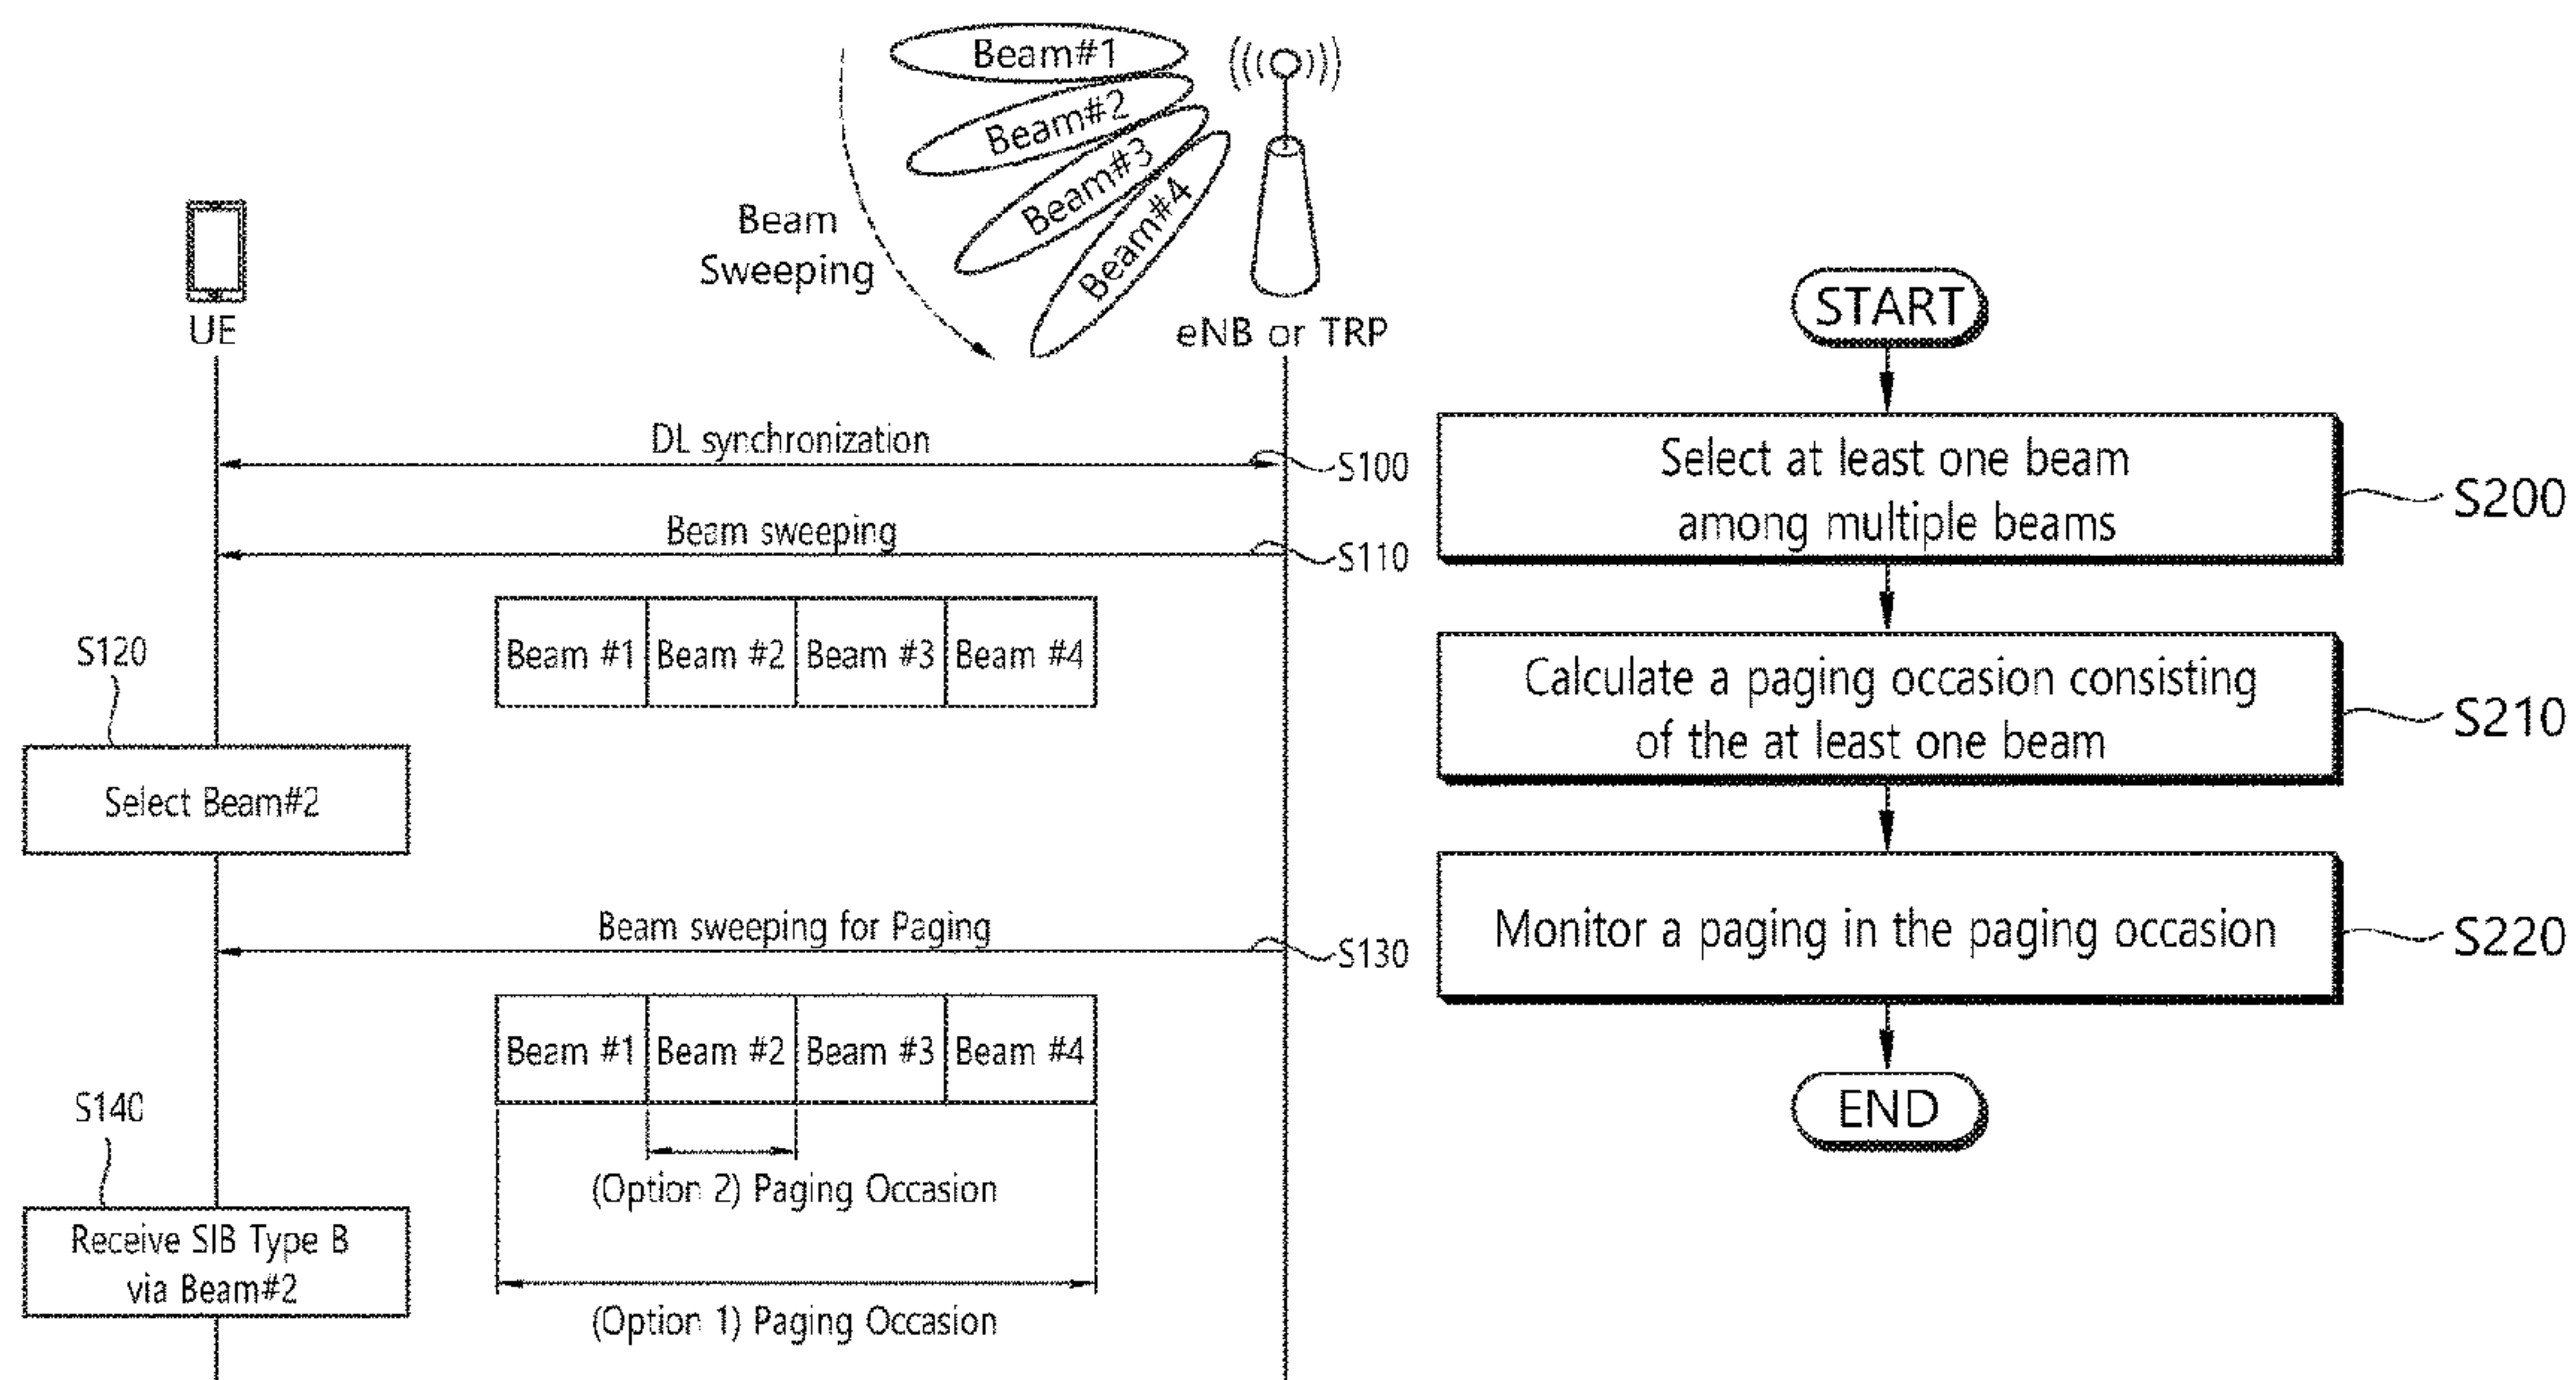 Beam#1
Beam#2
Beam#3
Beam#4
Beam
Sweeping
UE
eNB or TRP
DL synchronization
S100
Beam sweeping
S110
Beam #1 Beam #2 Beam #3 Beam #4
S120
Select Beam#2
Beam sweeping for Paging
S130
Beam #1 Beam #2 Beam #3 Beam #4
S140
(Option 2) Paging Occasion
Receive SIB Type B
via Beam#2
(Option 1) Paging Occasion
START
Select at least one beam
among multiple beams
S200
Calculate a paging occasion consisting
of the at least one beam
S210
Monitor a paging in the paging occasion
S220
END